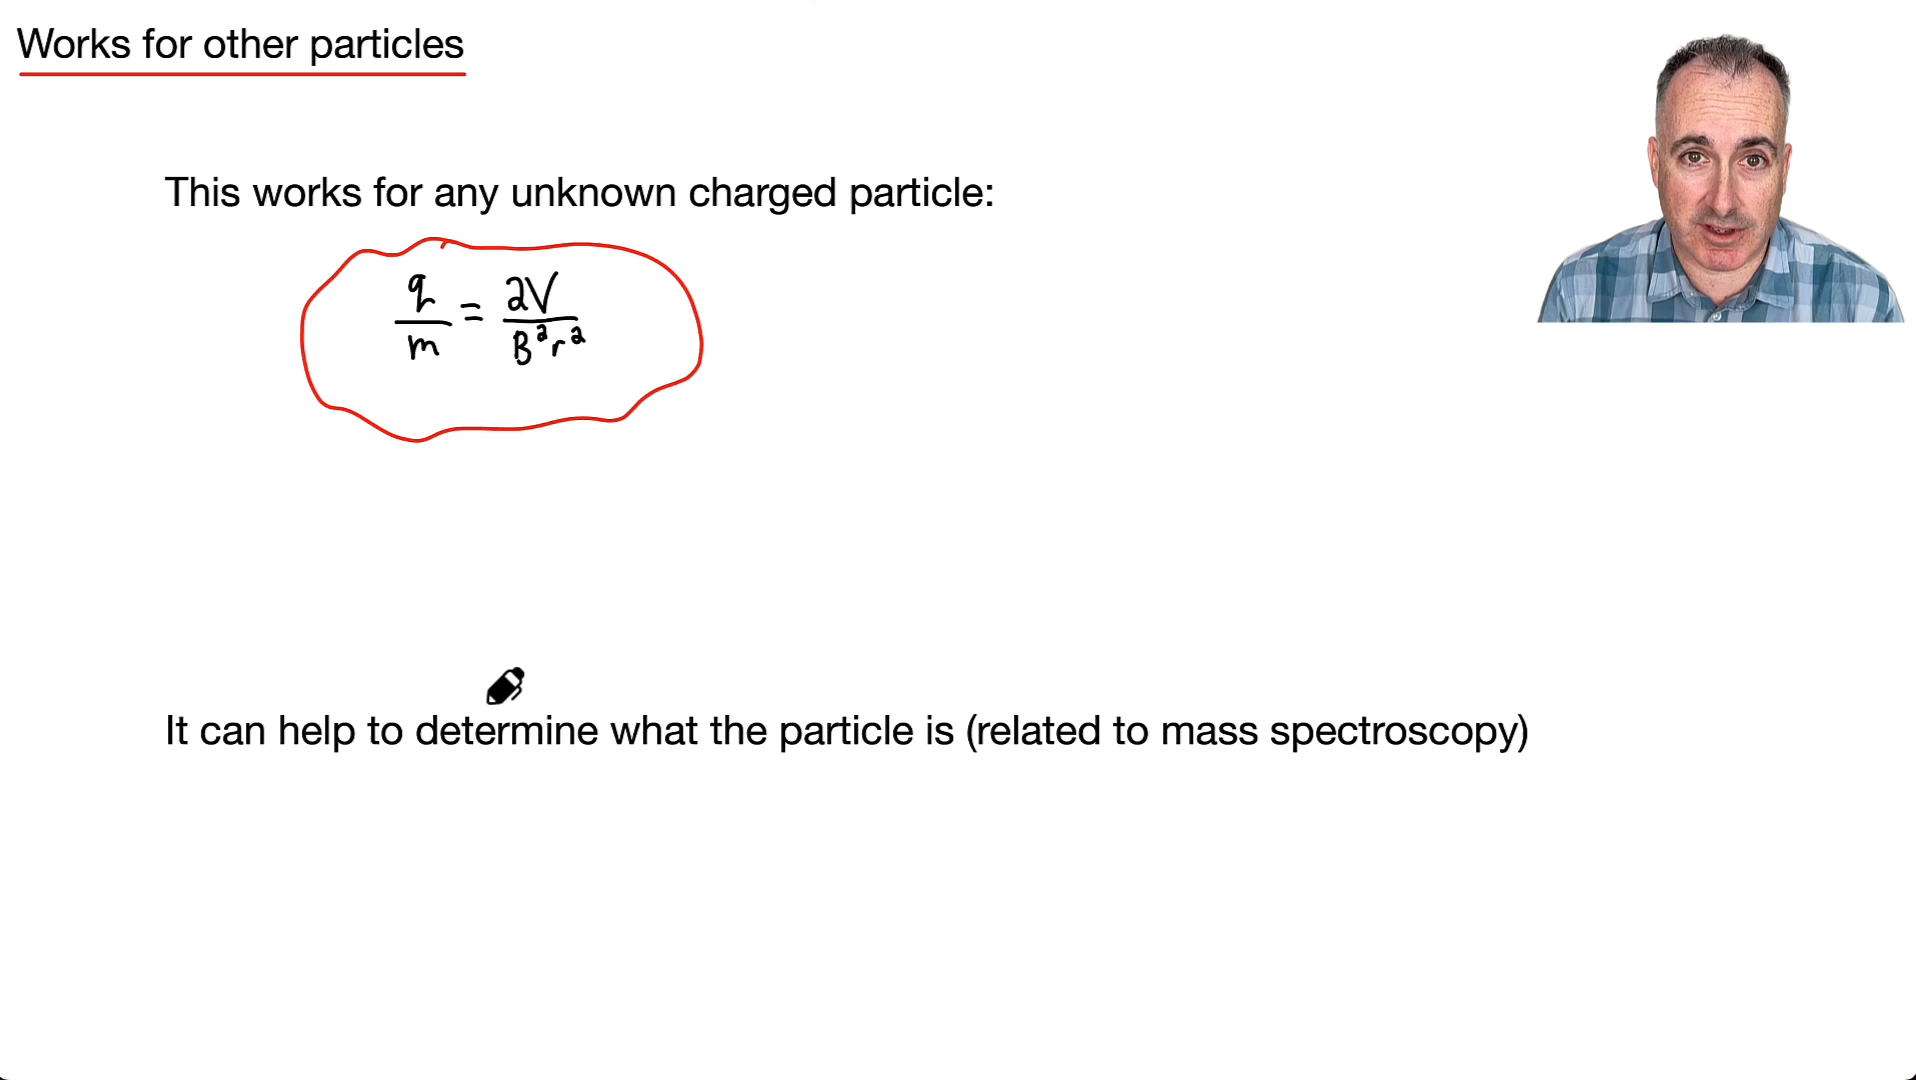 Works for other particles
This works for any unknown charged particle:
q/m = 2V/B²r²
It can help to determine what the particle is (related to mass spectroscopy)